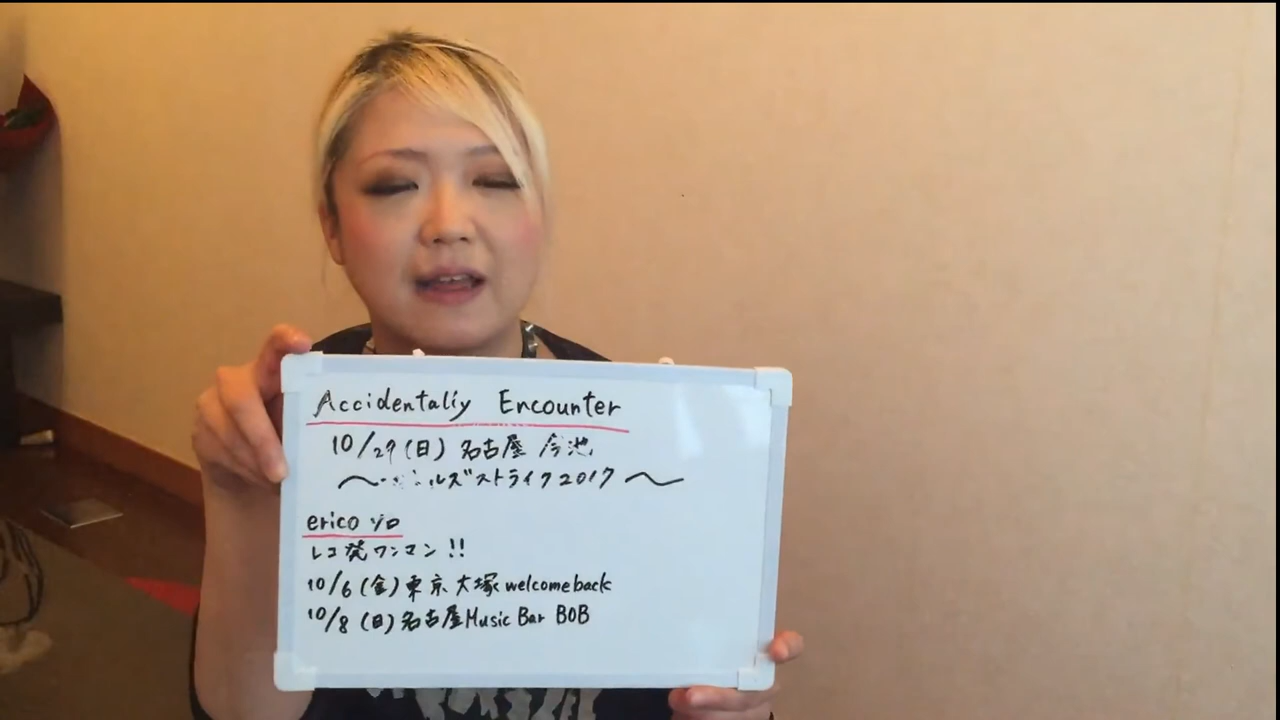 Accidentaliy Encounter
10/29(日) 名古屋 今池
～ ルズストライク2017 ～
erico ソロ
レコ発ワンマン!!
10/6(金)東京大塚welcomeback
10/8(日)名古屋Music Bar BOB